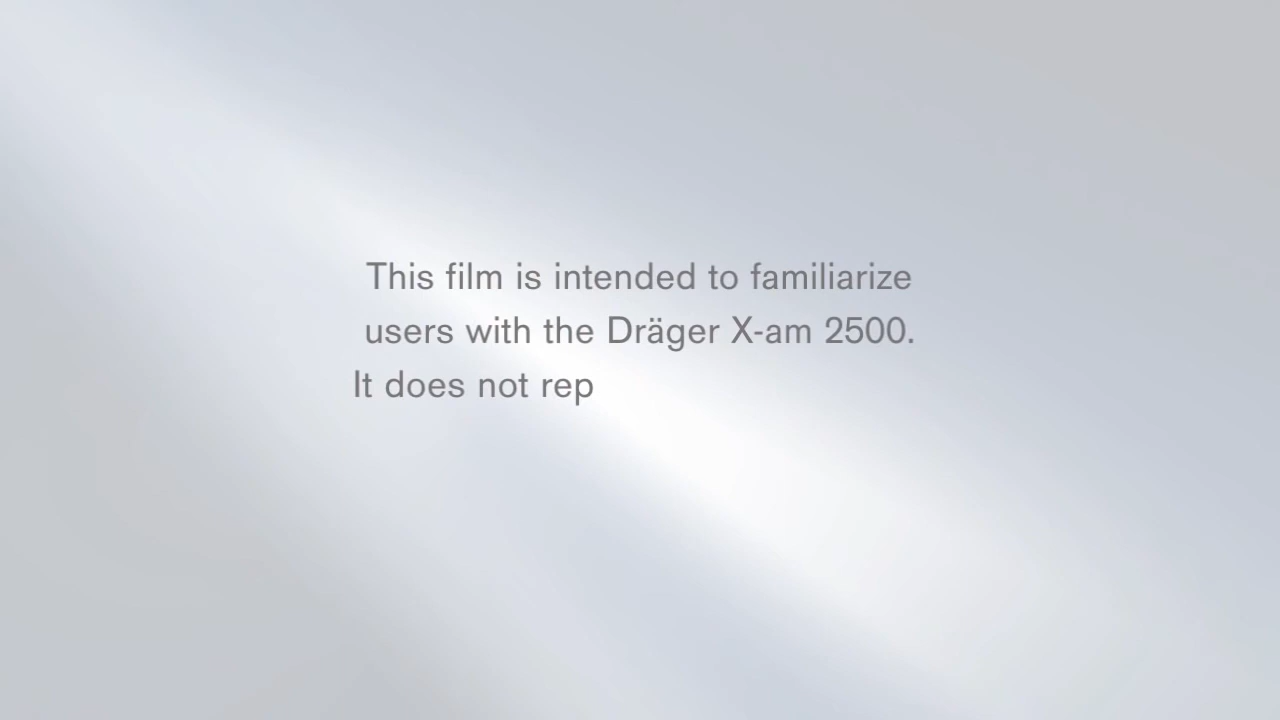 This film is intended to familiarize
users with the Dräger X-am 2500.
It does not rep